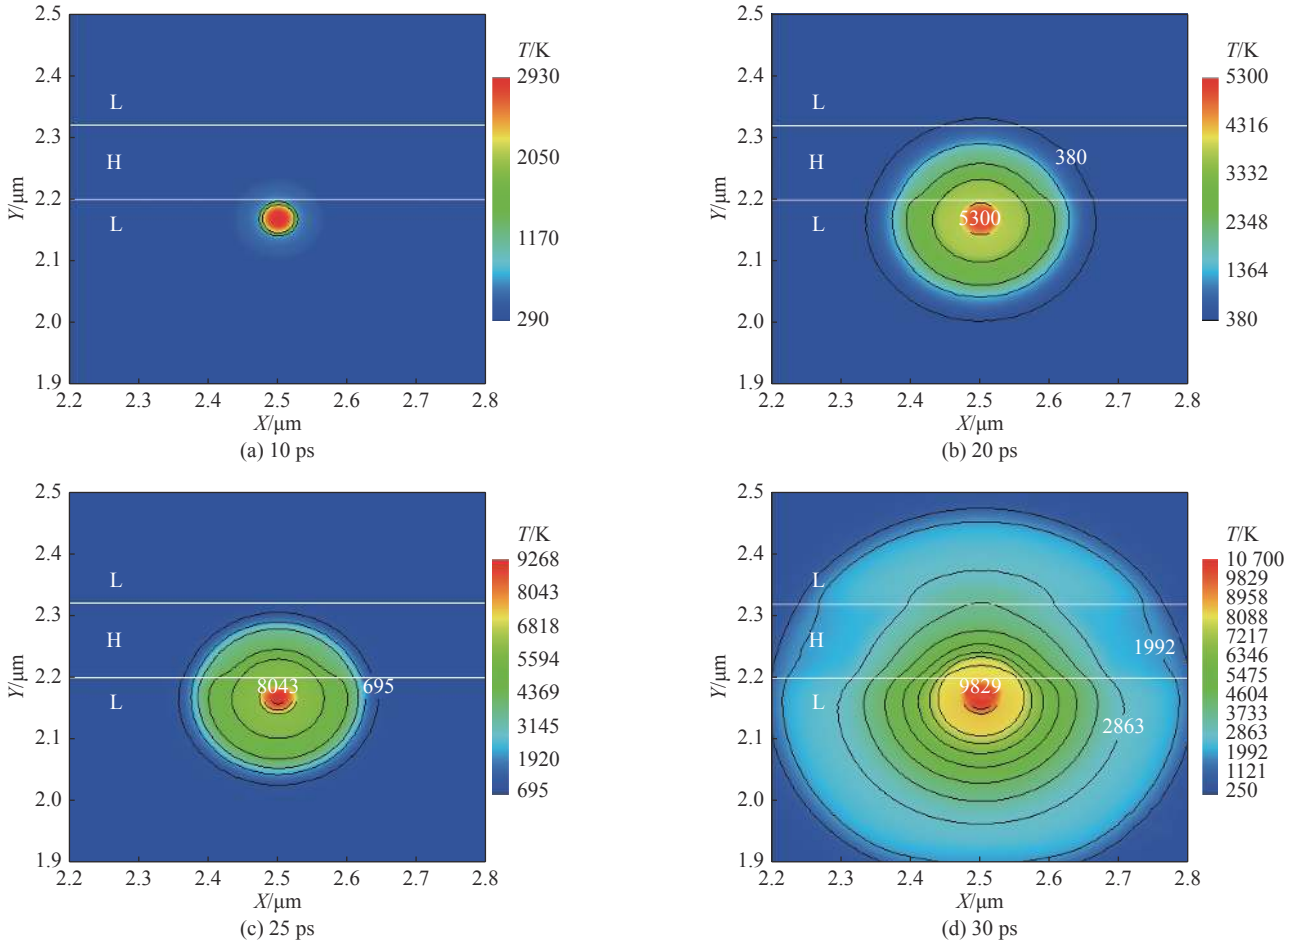 2.5
2.4
2.3
2.2
2.1
2.0
1.9
Y/μm
L
H
L
2.2 2.3 2.4 2.5 2.6 2.7 2.8
X/μm
(a) 10 ps
T/K
2930
2050
1170
290
2.5
2.4
2.3
2.2
2.1
2.0
1.9
Y/μm
L
H
L
380
5300
2.2 2.3 2.4 2.5 2.6 2.7 2.8
X/μm
(b) 20 ps
T/K
5300
4316
3332
2348
1364
380
2.5
2.4
2.3
2.2
2.1
2.0
1.9
Y/μm
L
H
L
8043
695
2.2 2.3 2.4 2.5 2.6 2.7 2.8
X/μm
(c) 25 ps
T/K
9268
8043
6818
5594
4369
3145
1920
695
2.5
2.4
2.3
2.2
2.1
2.0
1.9
Y/μm
L
H
L
1992
9829
2863
2.2 2.3 2.4 2.5 2.6 2.7 2.8
X/μm
(d) 30 ps
T/K
10 700
9829
8958
8088
7217
6346
5475
4604
3733
2863
1992
1121
250